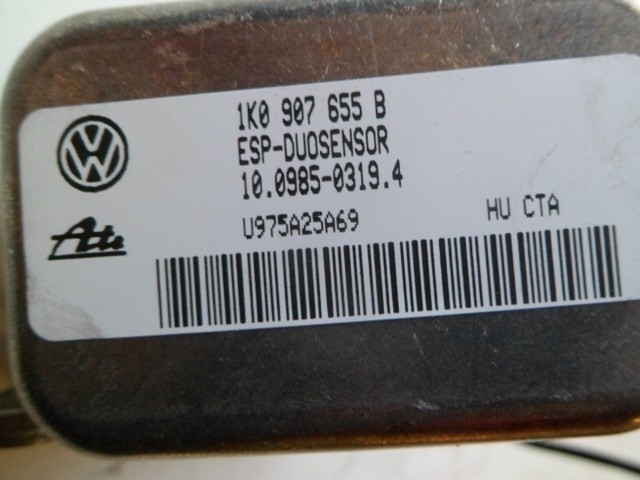 1K0 907 655 B
ESP-DUOSENSOR
10.0985-0319.4
U975A25A69 HU CTA
VW
Ate